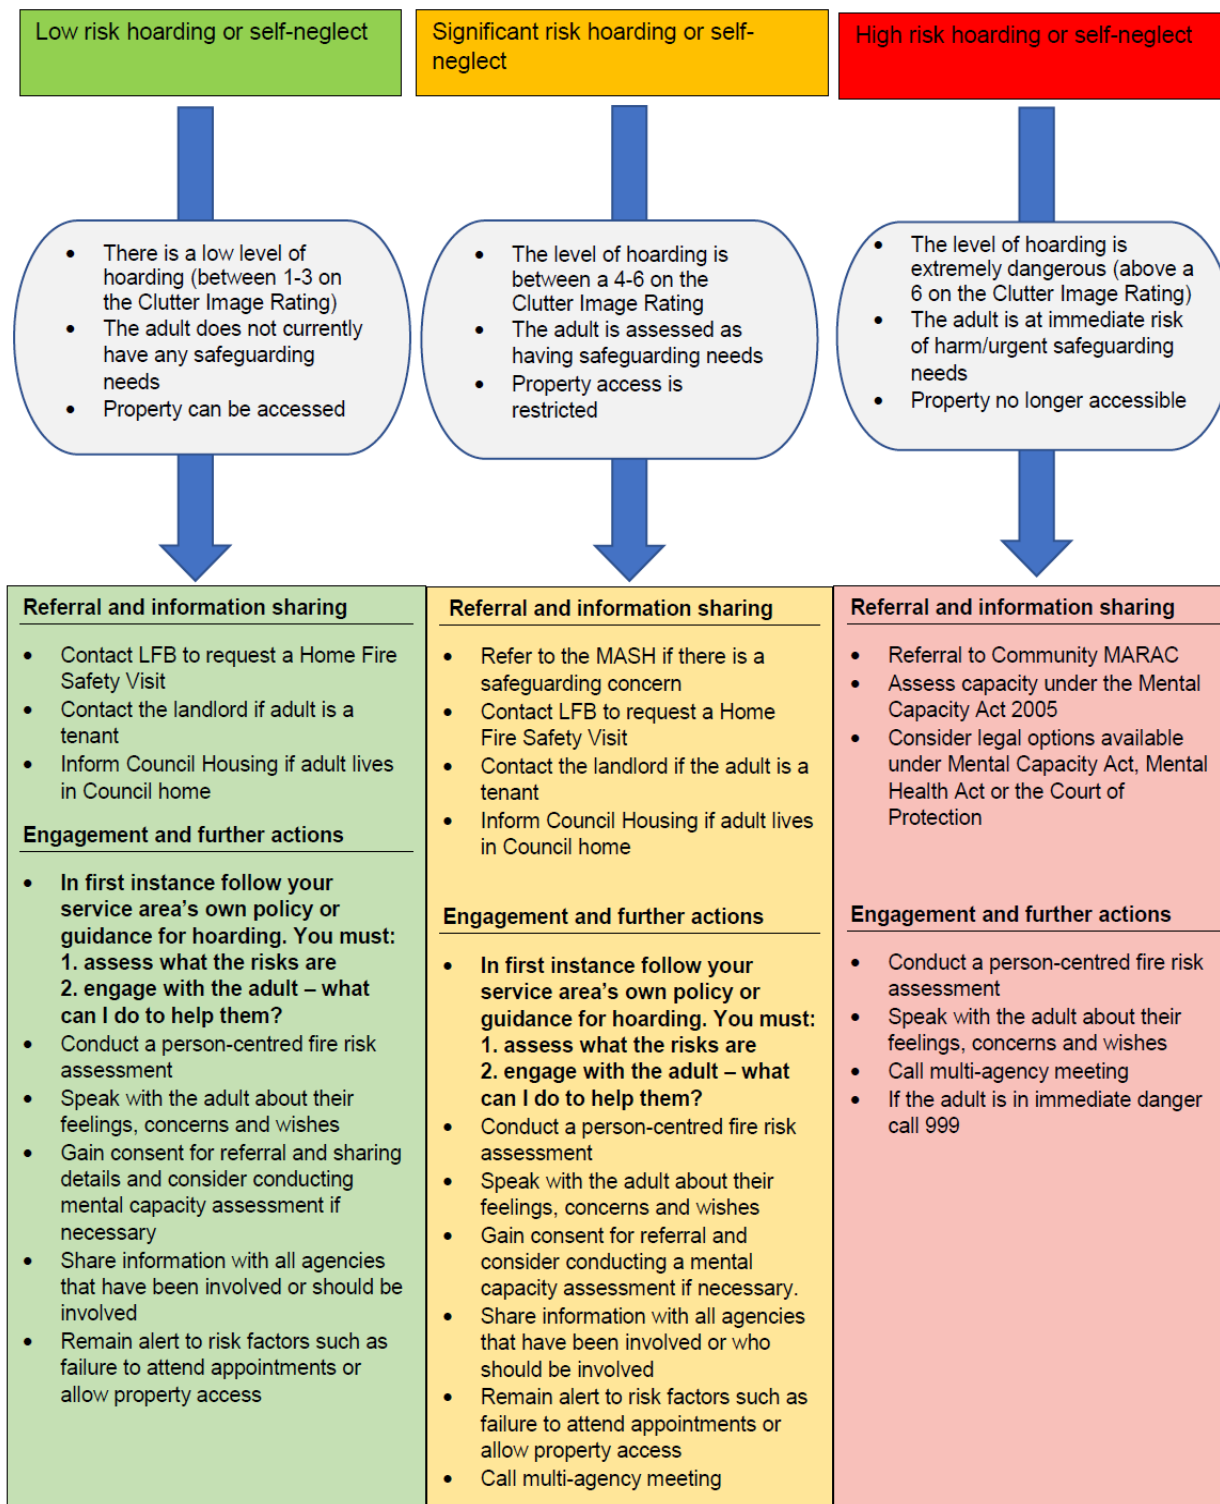 Low risk hoarding or self-neglect
Significant risk hoarding or self-
neglect
High risk hoarding or self-neglect
• There is a low level of
hoarding (between 1-3 on
the Clutter Image Rating)
• The adult does not currently
have any safeguarding
needs
• Property can be accessed
• The level of hoarding is
between a 4-6 on the
Clutter Image Rating
• The adult is assessed as
having safeguarding needs
• Property access is
restricted
• The level of hoarding is
extremely dangerous (above a
6 on the Clutter Image Rating)
• The adult is at immediate risk
of harm/urgent safeguarding
needs
• Property no longer accessible
Referral and information sharing
• Contact LFB to request a Home Fire
Safety Visit
• Contact the landlord if adult is a
tenant
• Inform Council Housing if adult lives
in Council home
Engagement and further actions
• In first instance follow your
service area's own policy or
guidance for hoarding. You must:
1. assess what the risks are
2. engage with the adult – what
can I do to help them?
• Conduct a person-centred fire risk
assessment
• Speak with the adult about their
feelings, concerns and wishes
• Gain consent for referral and sharing
details and consider conducting
mental capacity assessment if
necessary
• Share information with all agencies
that have been involved or should be
involved
• Remain alert to risk factors such as
failure to attend appointments or
allow property access
Referral and information sharing
• Refer to the MASH if there is a
safeguarding concern
• Contact LFB to request a Home
Fire Safety Visit
• Contact the landlord if the adult is a
tenant
• Inform Council Housing if adult lives
in Council home
Engagement and further actions
• In first instance follow your
service area's own policy or
guidance for hoarding. You must:
1. assess what the risks are
2. engage with the adult – what
can I do to help them?
• Conduct a person-centred fire risk
assessment
• Speak with the adult about their
feelings, concerns and wishes
• Gain consent for referral and
consider conducting a mental
capacity assessment if necessary.
• Share information with all agencies
that have been involved or who
should be involved
• Remain alert to risk factors such as
failure to attend appointments or
allow property access
• Call multi-agency meeting
Referral and information sharing
• Referral to Community MARAC
• Assess capacity under the Mental
Capacity Act 2005
• Consider legal options available
under Mental Capacity Act, Mental
Health Act or the Court of
Protection
Engagement and further actions
• Conduct a person-centred fire risk
assessment
• Speak with the adult about their
feelings, concerns and wishes
• Call multi-agency meeting
• If the adult is in immediate danger
call 999